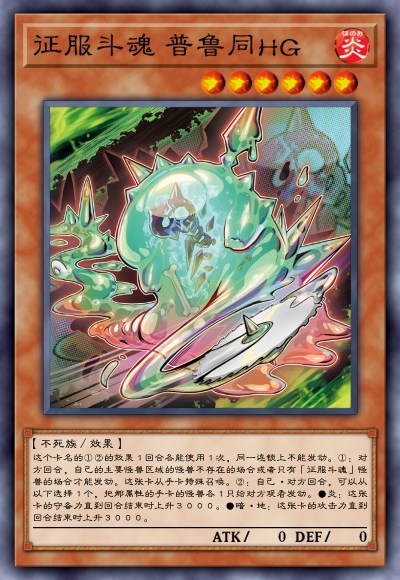 征服斗魂 普鲁同HG
ほのお
炎
【不死族/效果】
这个卡名的①②的效果1回合各能使用1次,同一连锁上不能发动。①:对
方回合,自己的主要怪兽区域的怪兽不存在的场合或者只有「征服斗魂」怪
兽的场合才能发动。这张卡从手卡特殊召唤。②:自己·对方回合,可以从
以下选择1个,把那属性的手卡的怪兽各1只给对方观看发动。●炎:这张
卡的守备力直到回合结束时上升3000。●暗·地:这张卡的攻击力直到
回合结束时上升3000。
ATK/ 0 DEF/ 0